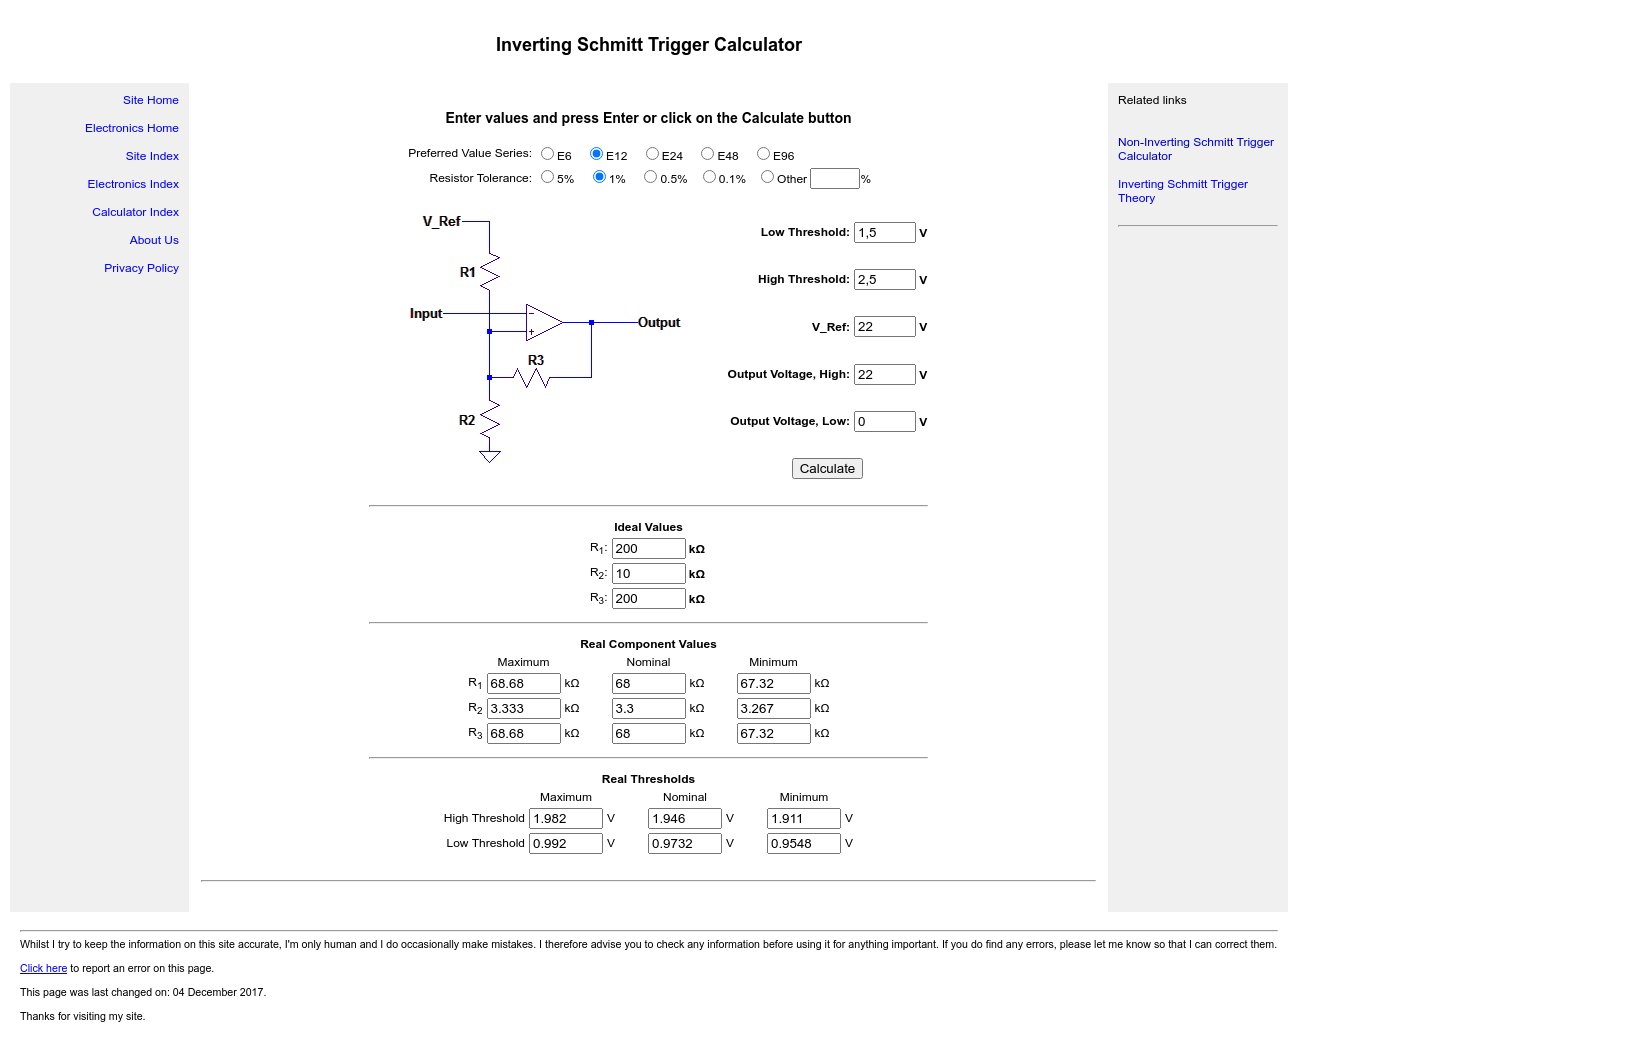 Inverting Schmitt Trigger Calculator
Site Home
Electronics Home
Site Index
Electronics Index
Calculator Index
About Us
Privacy Policy
Enter values and press Enter or click on the Calculate button
Preferred Value Series: E6 E12 E24 E48 E96
Resistor Tolerance: 5% 1% 0.5% 0.1% Other %
V_Ref
R1
Input
Output
R3
R2
Low Threshold: 1,5 V
High Threshold: 2,5 V
V_Ref: 22 V
Output Voltage, High: 22 V
Output Voltage, Low: 0 V
Calculate
Ideal Values
R1: 200 kΩ
R2: 10 kΩ
R3: 200 kΩ
Real Component Values
Maximum Nominal Minimum
R1 68.68 kΩ 68 kΩ 67.32 kΩ
R2 3.333 kΩ 3.3 kΩ 3.267 kΩ
R3 68.68 kΩ 68 kΩ 67.32 kΩ
Real Thresholds
Maximum Nominal Minimum
High Threshold 1.982 V 1.946 V 1.911 V
Low Threshold 0.992 V 0.9732 V 0.9548 V
Related links
Non-Inverting Schmitt Trigger
Calculator
Inverting Schmitt Trigger
Theory
Whilst I try to keep the information on this site accurate, I'm only human and I do occasionally make mistakes. I therefore advise you to check any information before using it for anything important. If you do find any errors, please let me know so that I can correct them.
Click here to report an error on this page.
This page was last changed on: 04 December 2017.
Thanks for visiting my site.